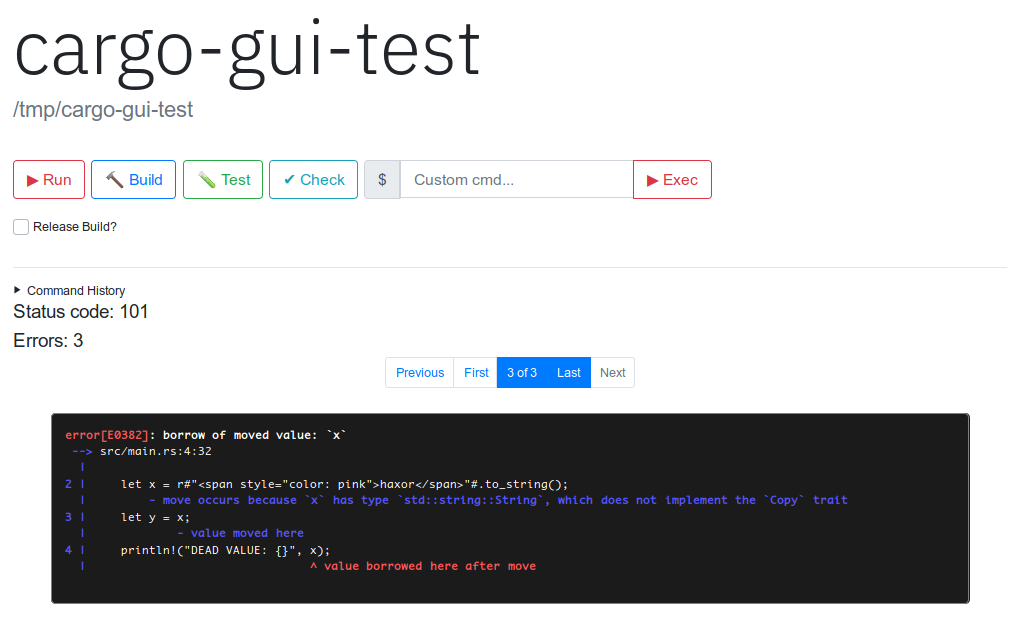 cargo-gui-test
/tmp/cargo-gui-test
▶ Run 🔨 Build Test ✔ Check $ Custom cmd... ▶ Exec
Release Build?
▶ Command History
Status code: 101
Errors: 3
Previous First 3 of 3 Last Next
error[E0382]: borrow of moved value: `x`
 --> src/main.rs:4:32
  |
2 |     let x = r#"<span style="color: pink">haxor</span>"#.to_string();
  |         - move occurs because `x` has type `std::string::String`, which does not implement the `Copy` trait
3 |     let y = x;
  |             - value moved here
4 |     println!("DEAD VALUE: {}", x);
  |                                ^ value borrowed here after move